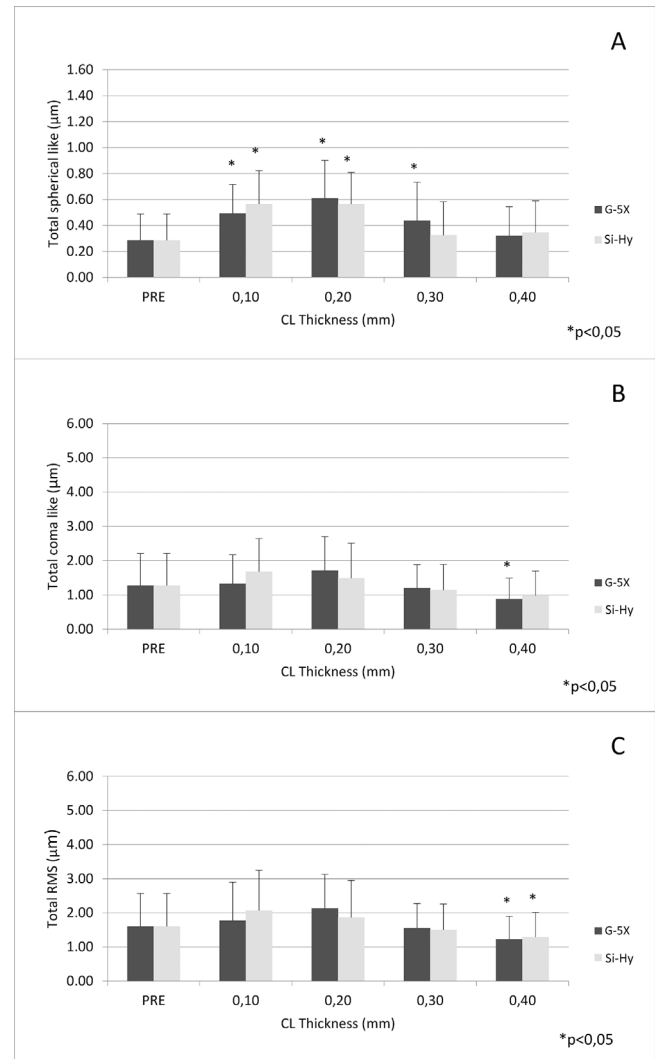 A
Total spherical like (μm)
1.60
1.40
1.20
1.00
0.80
0.60
0.40
0.20
0.00
* * * * *
PRE 0,10 0,20 0,30 0,40
CL Thickness (mm)
G-5X
Si-Hy
*p<0,05
B
Total coma like (μm)
6.00
5.00
4.00
3.00
2.00
1.00
0.00
*
PRE 0,10 0,20 0,30 0,40
CL Thickness (mm)
G-5X
Si-Hy
*p<0,05
C
Total RMS (μm)
6.00
5.00
4.00
3.00
2.00
1.00
0.00
* *
PRE 0,10 0,20 0,30 0,40
CL Thickness (mm)
G-5X
Si-Hy
*p<0,05